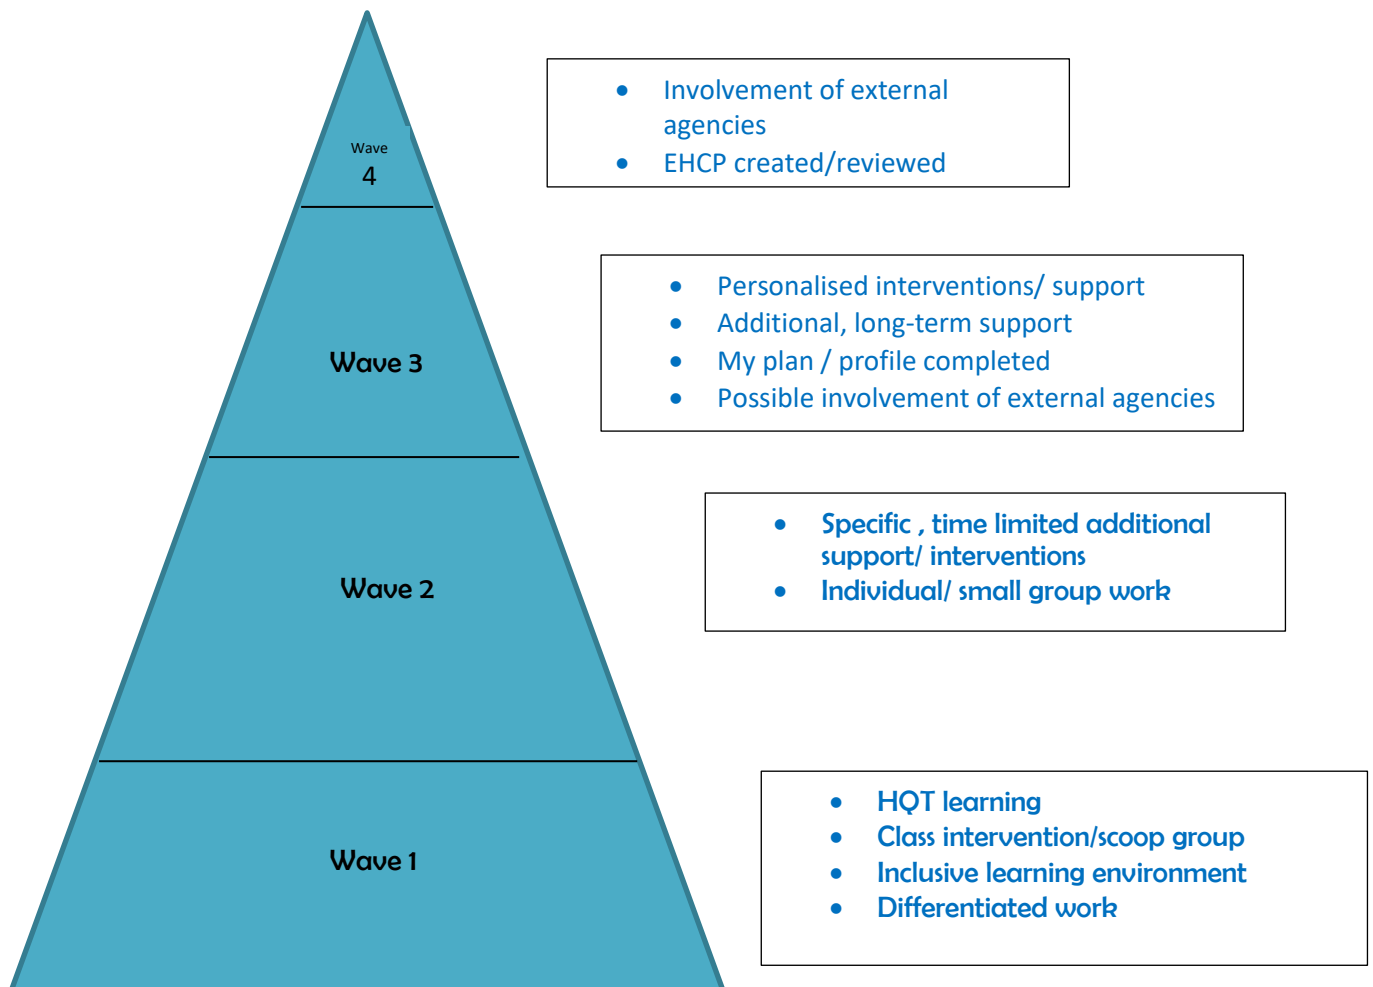 Wave
4
• Involvement of external
agencies
• EHCP created/reviewed
Wave 3
• Personalised interventions/ support
• Additional, long-term support
• My plan / profile completed
• Possible involvement of external agencies
Wave 2
• Specific , time limited additional
support/ interventions
• Individual/ small group work
Wave 1
• HQT learning
• Class intervention/scoop group
• Inclusive learning environment
• Differentiated work